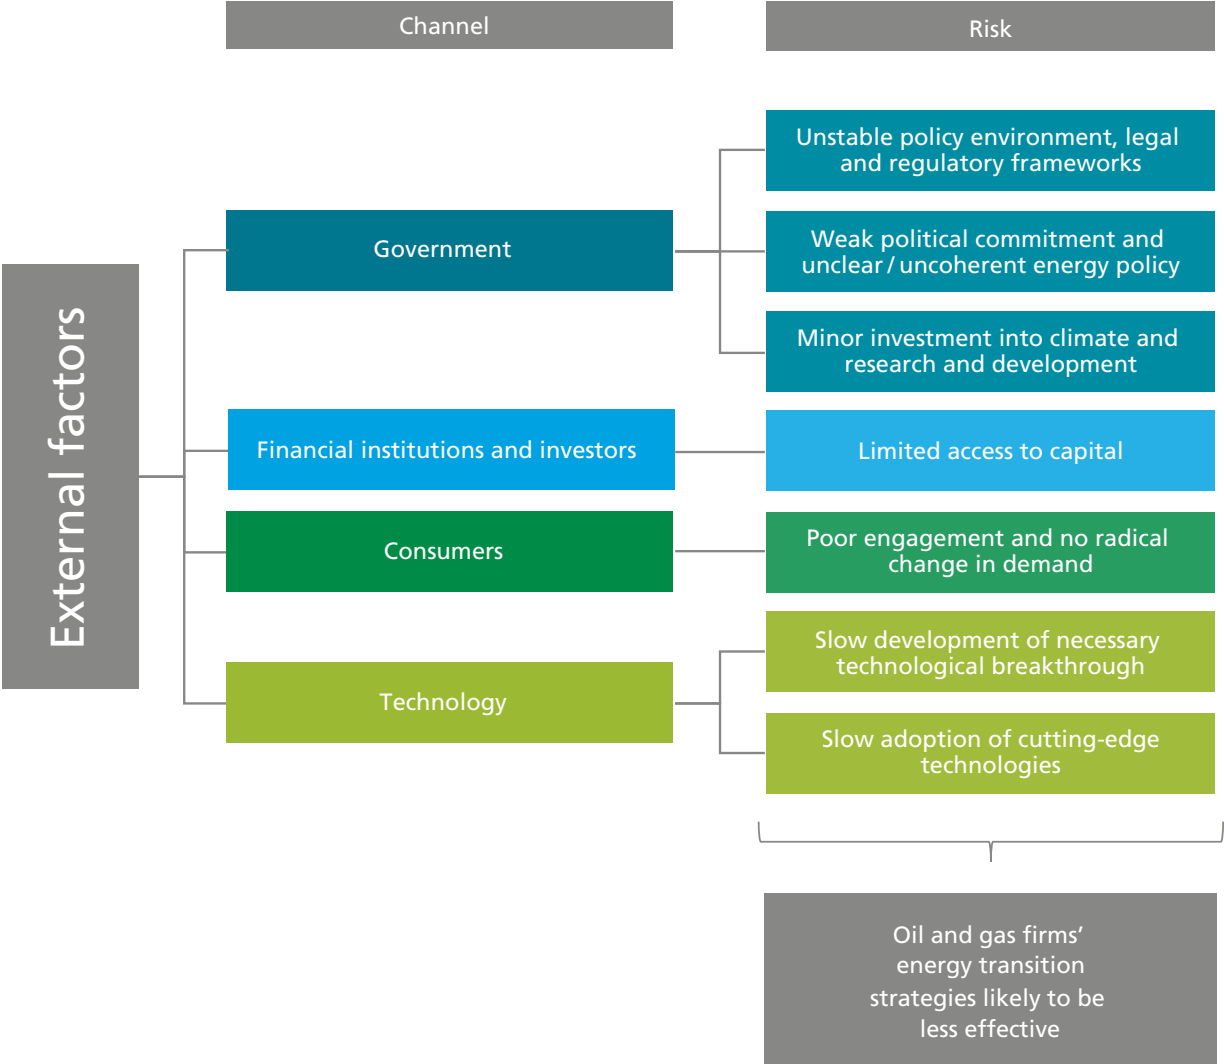 Channel
Risk
External factors
Government
Unstable policy environment, legal
and regulatory frameworks
Weak political commitment and
unclear / uncoherent energy policy
Minor investment into climate and
research and development
Financial institutions and investors
Limited access to capital
Consumers
Poor engagement and no radical
change in demand
Technology
Slow development of necessary
technological breakthrough
Slow adoption of cutting-edge
technologies
Oil and gas firms’
energy transition
strategies likely to be
less effective